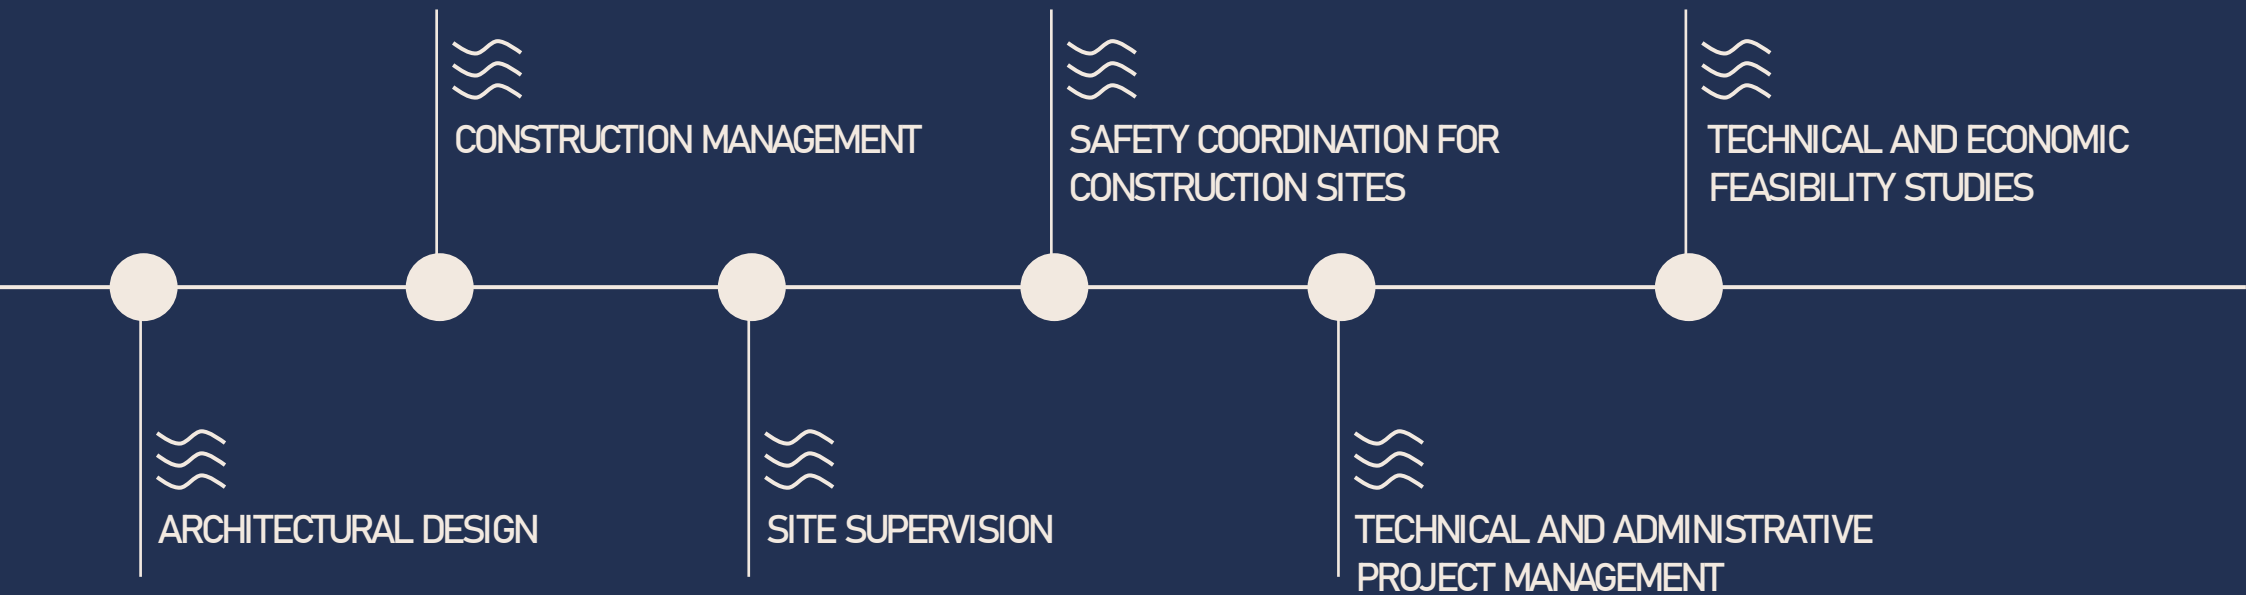 CONSTRUCTION MANAGEMENT
SAFETY COORDINATION FOR
CONSTRUCTION SITES
TECHNICAL AND ECONOMIC
FEASIBILITY STUDIES
ARCHITECTURAL DESIGN
SITE SUPERVISION
TECHNICAL AND ADMINISTRATIVE
PROJECT MANAGEMENT